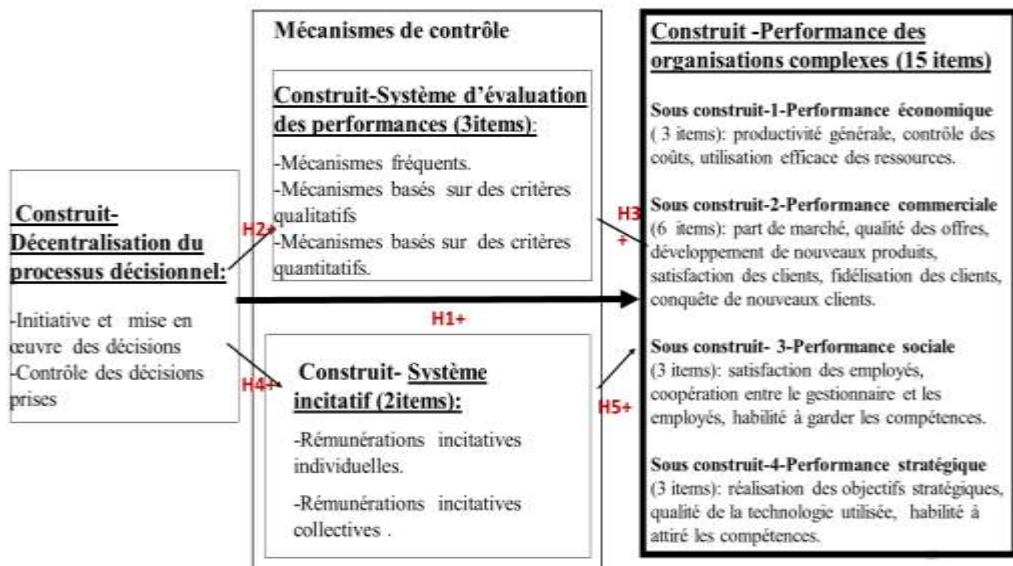 Construit-
Décentralisation du
processus décisionnel:
-Initiative et mise en
œuvre des décisions
-Contrôle des décisions
prises
H2+
H4+
Mécanismes de contrôle
Construit-Système d'évaluation
des performances (3items):
-Mécanismes fréquents.
-Mécanismes basés sur des critères
qualitatifs
-Mécanismes basés sur des critères
quantitatifs.
H1+
Construit- Système
incitatif (2items):
-Rémunérations incitatives
individuelles.
-Rémunérations incitatives
collectives .
H3
+
H5+
Construit -Performance des
organisations complexes (15 items)
Sous construit-1-Performance économique
( 3 items): productivité générale, contrôle des
coûts, utilisation efficace des ressources.
Sous construit-2-Performance commerciale
(6 items): part de marché, qualité des offres,
développement de nouveaux produits,
satisfaction des clients, fidélisation des clients,
conquête de nouveaux clients.
Sous construit- 3-Performance sociale
(3 items): satisfaction des employés,
coopération entre le gestionnaire et les
employés, habilité à garder les compétences.
Sous construit-4-Performance stratégique
(3 items): réalisation des objectifs stratégiques,
qualité de la technologie utilisée, habilité à
attiré les compétences.